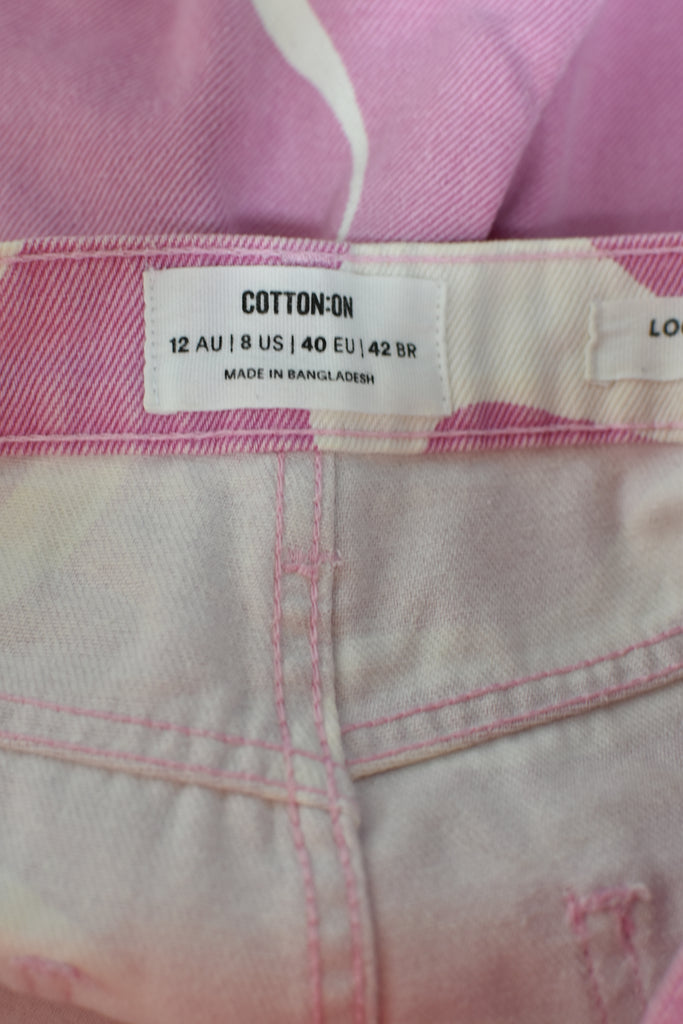 COTTON:ON
12 AU | 8 US | 40 EU | 42 BR
MADE IN BANGLADESH